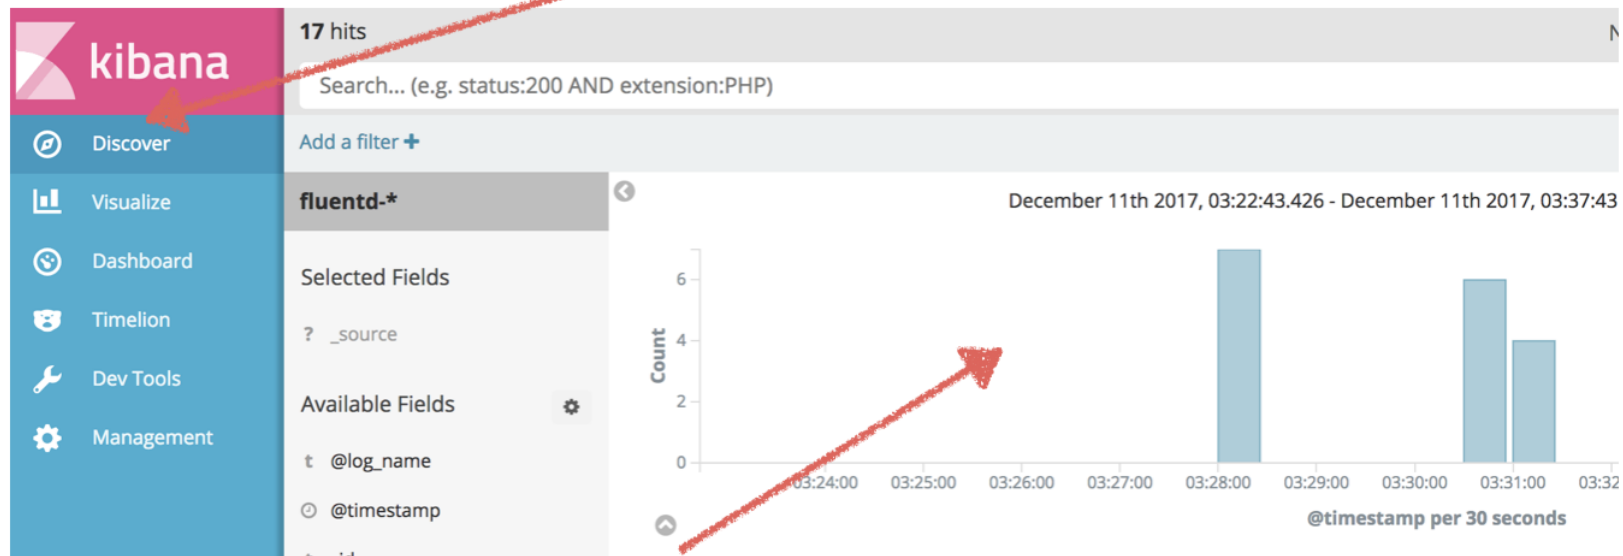 kibana
Discover
Visualize
Dashboard
Timelion
Dev Tools
Management
17 hits
Search... (e.g. status:200 AND extension:PHP)
Add a filter +
fluentd-*
Selected Fields
? _source
Available Fields
t @log_name
@timestamp
December 11th 2017, 03:22:43.426 - December 11th 2017, 03:37:43
Count
6
4
2
0
03:24:00 03:25:00 03:26:00 03:27:00 03:28:00 03:29:00 03:30:00 03:31:00 03:32
@timestamp per 30 seconds